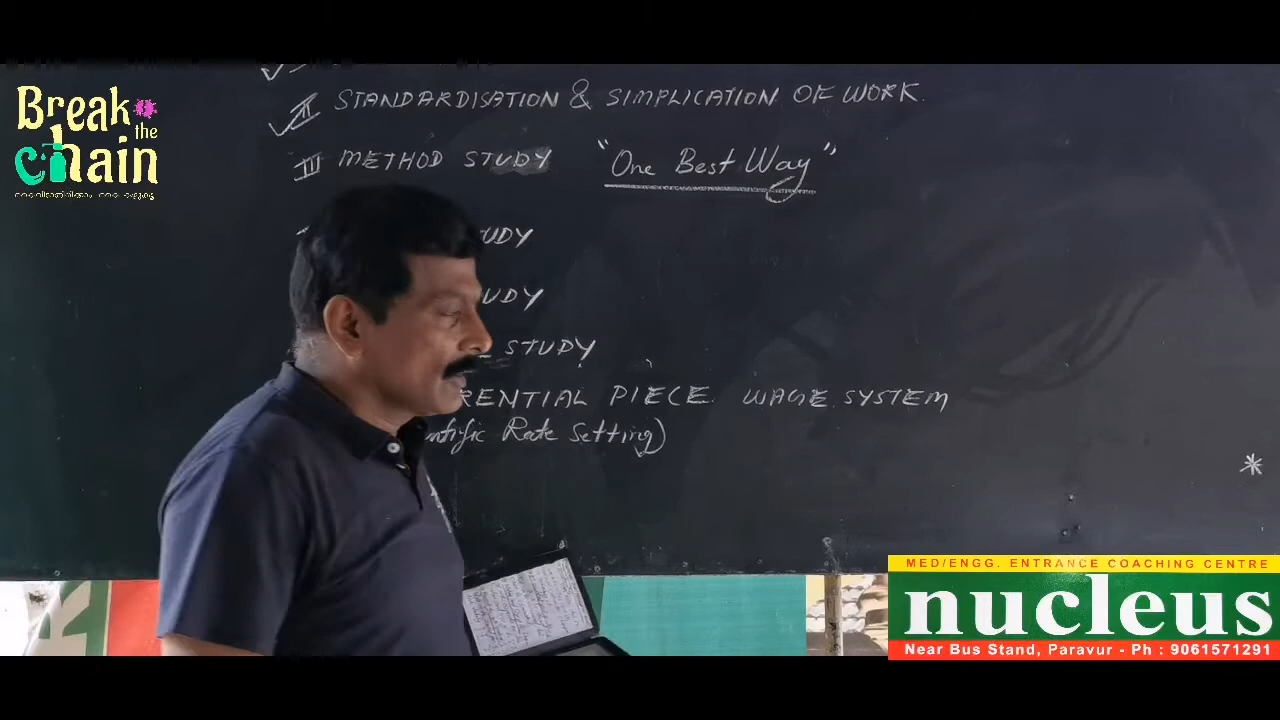 Break
the
chain
II STANDARDISATION & SIMPLICATION OF WORK.
III METHOD STUDY "One Best Way"
UDY
UDY
STUDY
RENTIAL PIECE WAGE SYSTEM
ntific Rate Setting)
*
MED/ENGG. ENTRANCE COACHING CENTRE
nucleus
Near Bus Stand, Paravur - Ph : 9061571291